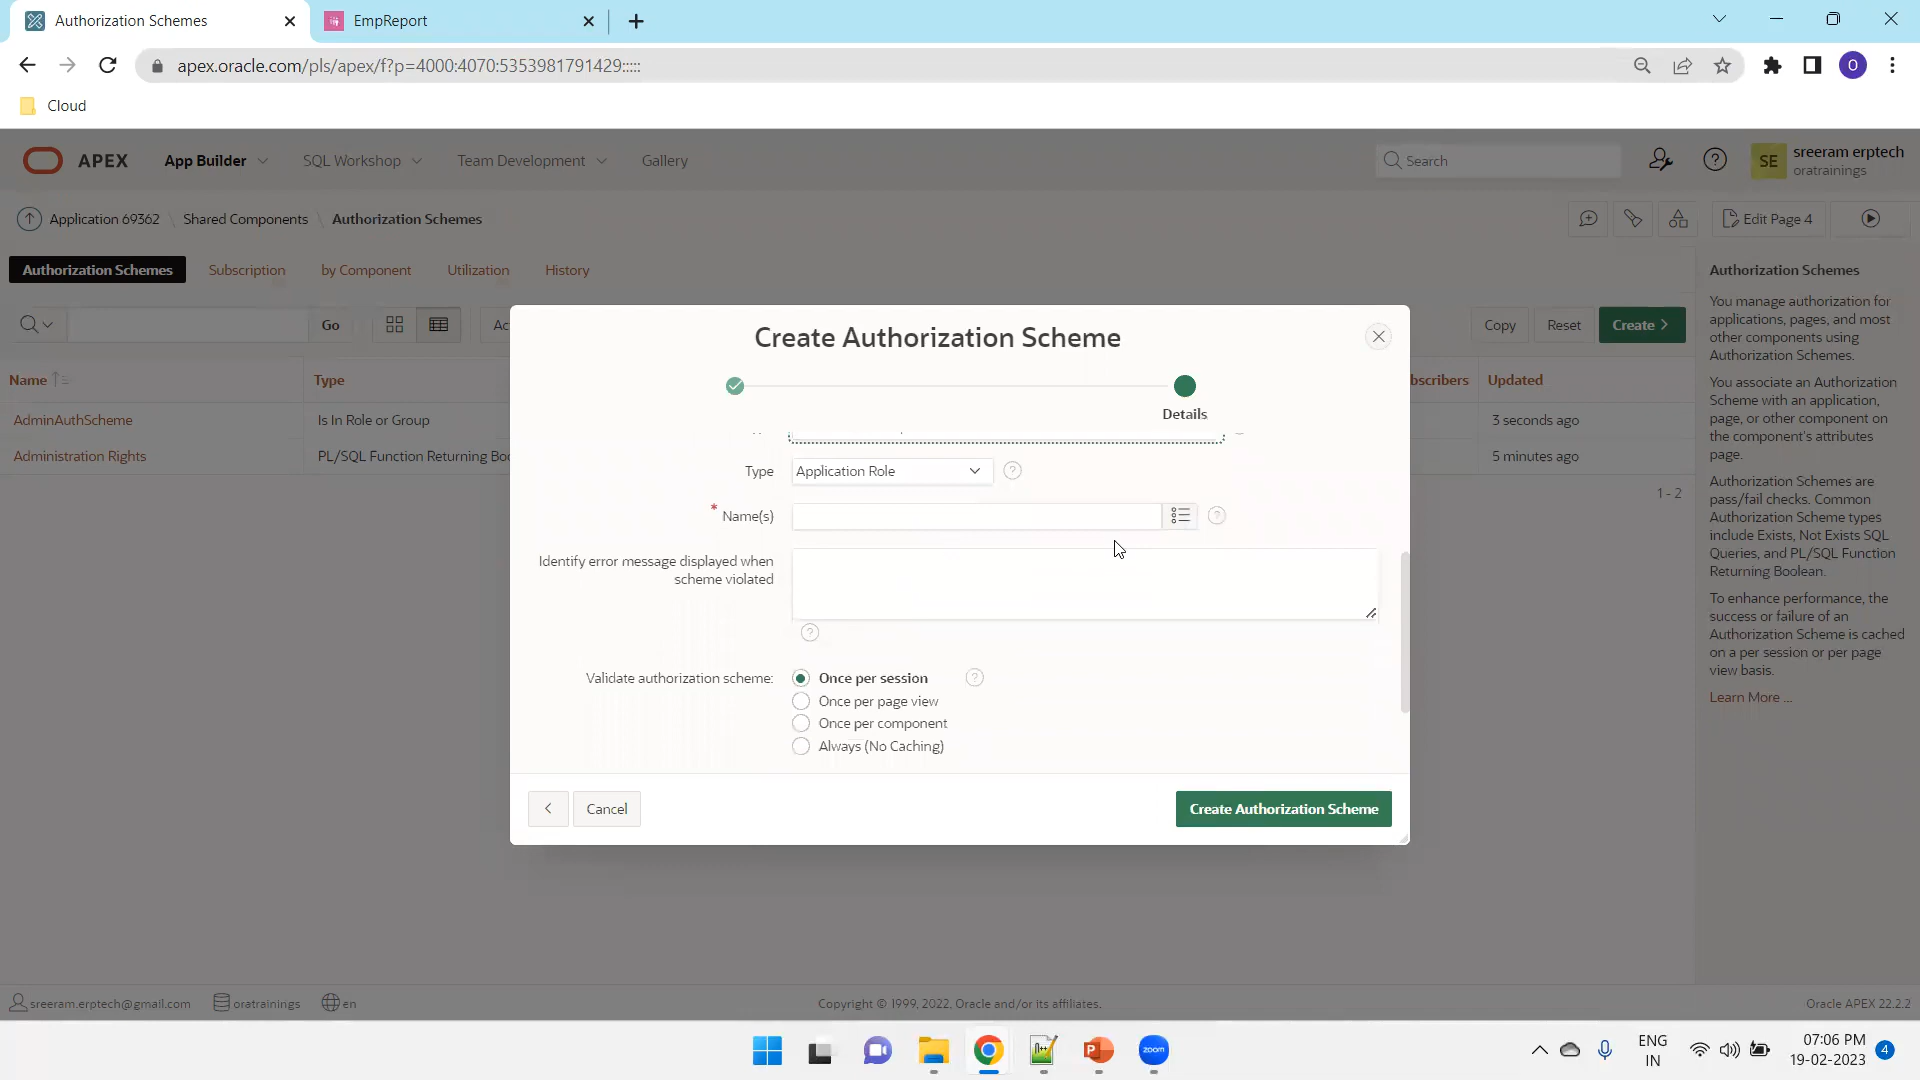 Authorization Schemes
EmpReport
apex.oracle.com/pls/apex/f?p=4000:4070:5353981791429:::::
O
Cloud
APEX
App Builder
SQL Workshop
Team Development
Gallery
Search
SE
sreeram erptech
oratrainings
Application 69362
Shared Components
Authorization Schemes
Edit Page 4
Authorization Schemes
Subscription
by Component
Utilization
History
Go
Copy
Reset
Create
Name
Type
Updated
AdminAuthScheme
Is In Role or Group
3 seconds ago
Administration Rights
PL/SQL Function Returning
5 minutes ago
1 - 2
Create Authorization Scheme
Details
Type
Application Role
* Name(s)
Identify error message displayed when
scheme violated
Validate authorization scheme:
Once per session
Once per page view
Once per component
Always (No Caching)
Cancel
Create Authorization Scheme
Authorization Schemes
You manage authorization for
applications, pages, and most
other components using
Authorization Schemes.
You associate an Authorization
Scheme with an application,
page, or other component on
the component's attributes
page.
Authorization Schemes are
pass/fail checks. Common
Authorization Scheme types
include Exists, Not Exists SQL
Queries, and PL/SQL Function
Returning Boolean.
To enhance performance, the
success or failure of an
Authorization Scheme is cached
on a per session or per page
view basis.
Learn More ...
sreeram.erptech@gmail.com
oratrainings
en
Copyright © 1999, 2022, Oracle and/or its affiliates.
Oracle APEX 22.2.2
zoom
ENG
IN
07:06 PM
19-02-2023
4